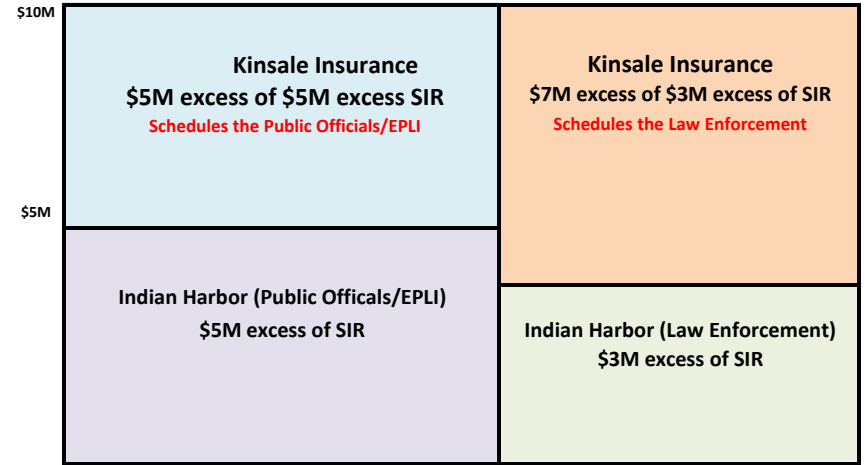 $10M
Kinsale Insurance
$5M excess of $5M excess SIR
Schedules the Public Officials/EPLI
Kinsale Insurance
$7M excess of $3M excess of SIR
Schedules the Law Enforcement
$5M
Indian Harbor (Public Officals/EPLI)
$5M excess of SIR
Indian Harbor (Law Enforcement)
$3M excess of SIR